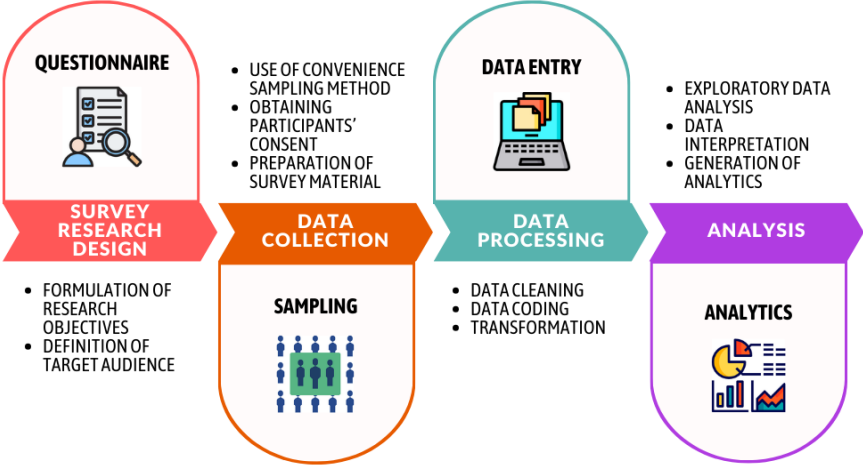 QUESTIONNAIRE
SURVEY
RESEARCH
DESIGN
• FORMULATION OF
RESEARCH
OBJECTIVES
• DEFINITION OF
TARGET AUDIENCE
• USE OF CONVENIENCE
SAMPLING METHOD
• OBTAINING
PARTICIPANTS’
CONSENT
• PREPARATION OF
SURVEY MATERIAL
DATA
COLLECTION
SAMPLING
DATA ENTRY
DATA
PROCESSING
• DATA CLEANING
• DATA CODING
• TRANSFORMATION
• EXPLORATORY DATA
ANALYSIS
• DATA
INTERPRETATION
• GENERATION OF
ANALYTICS
ANALYSIS
ANALYTICS